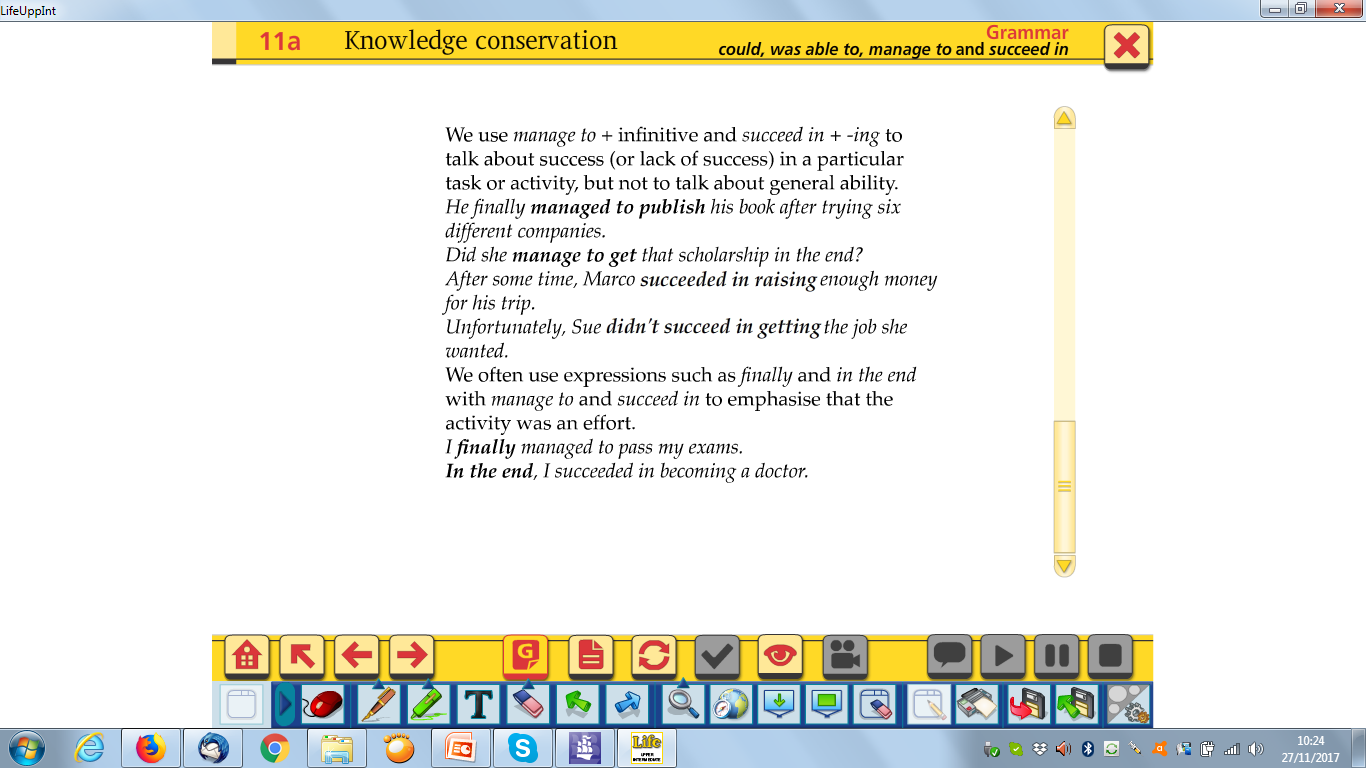 LifeUppInt
11a Knowledge conservation
Grammar
could, was able to, manage to and succeed in
We use manage to + infinitive and succeed in + -ing to
talk about success (or lack of success) in a particular
task or activity, but not to talk about general ability.
He finally managed to publish his book after trying six
different companies.
Did she manage to get that scholarship in the end?
After some time, Marco succeeded in raising enough money
for his trip.
Unfortunately, Sue didn't succeed in getting the job she
wanted.
We often use expressions such as finally and in the end
with manage to and succeed in to emphasise that the
activity was an effort.
I finally managed to pass my exams.
In the end, I succeeded in becoming a doctor.
G
T
Life
UPPER
INTERMEDIATE
10:24
27/11/2017